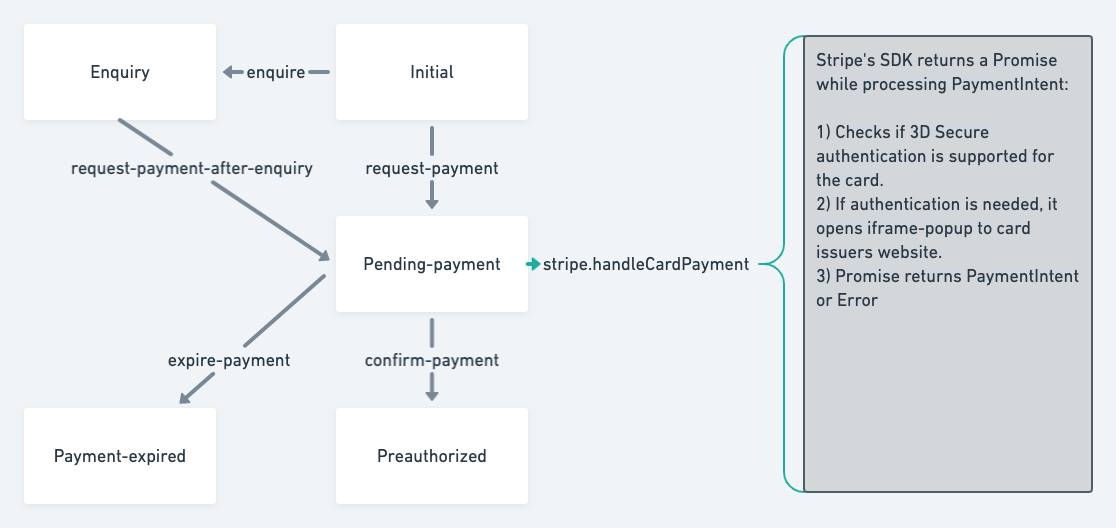 Enquiry
enquire
Initial
request-payment-after-enquiry
request-payment
Pending-payment
stripe.handleCardPayment
expire-payment
confirm-payment
Payment-expired
Preauthorized
Stripe's SDK returns a Promise
while processing PaymentIntent:
1) Checks if 3D Secure
authentication is supported for
the card.
2) If authentication is needed, it
opens iframe-popup to card
issuers website.
3) Promise returns PaymentIntent
or Error